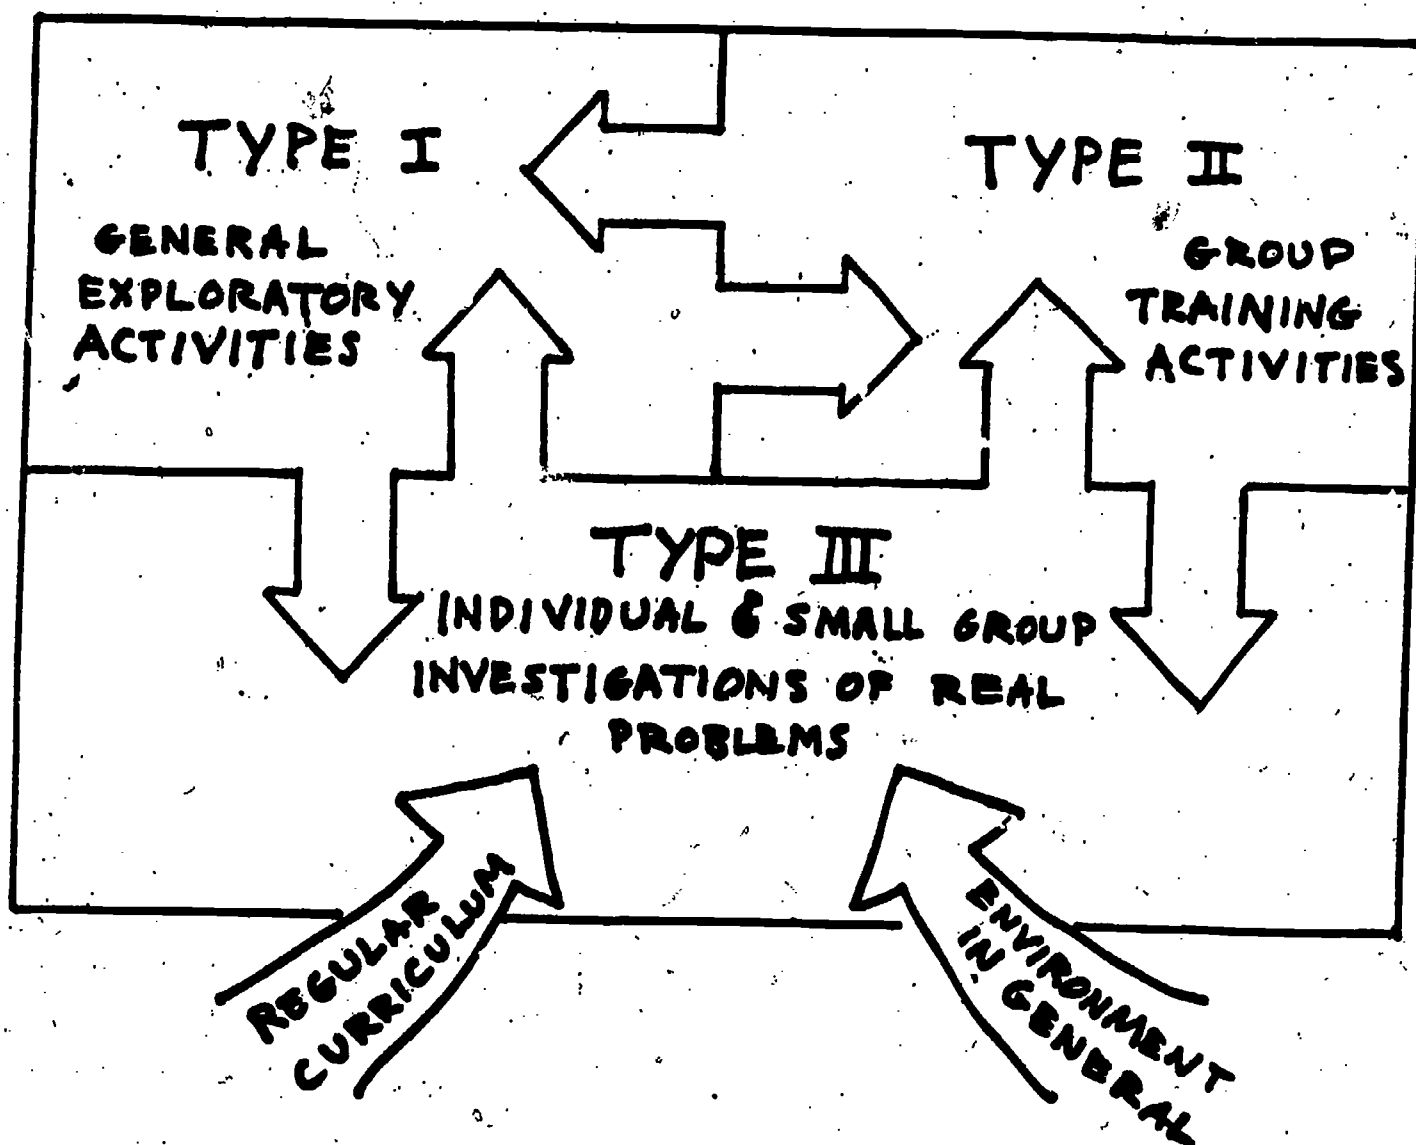 TYPE I
GENERAL
EXPLORATORY
ACTIVITIES
TYPE II
GROUP
TRAINING
ACTIVITIES
TYPE III
INDIVIDUAL & SMALL GROUP
INVESTIGATIONS OF REAL
PROBLEMS
REGULAR
CURRICULUM
ENVIRONMENT
IN GENERAL